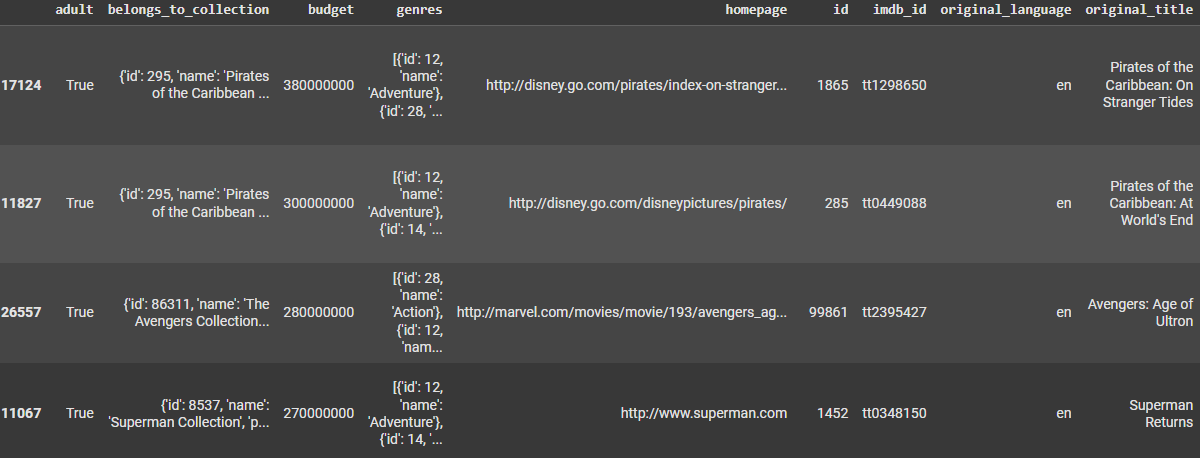 adult belongs_to_collection budget genres homepage id imdb_id original_language original_title
17124 True {'id': 295, 'name': 'Pirates of the Caribbean ... 380000000 [{'id': 12, 'name': 'Adventure'}, {'id': 28, '... http://disney.go.com/pirates/index-on-stranger... 1865 tt1298650 en Pirates of the Caribbean: On Stranger Tides
11827 True {'id': 295, 'name': 'Pirates of the Caribbean ... 300000000 [{'id': 12, 'name': 'Adventure'}, {'id': 14, '... http://disney.go.com/disneypictures/pirates/ 285 tt0449088 en Pirates of the Caribbean: At World's End
26557 True {'id': 86311, 'name': 'The Avengers Collection... 280000000 [{'id': 28, 'name': 'Action'}, {'id': 12, 'nam... http://marvel.com/movies/movie/193/avengers_ag... 99861 tt2395427 en Avengers: Age of Ultron
11067 True {'id': 8537, 'name': 'Superman Collection', 'p... 270000000 [{'id': 12, 'name': 'Adventure'}, {'id': 14, '... http://www.superman.com 1452 tt0348150 en Superman Returns